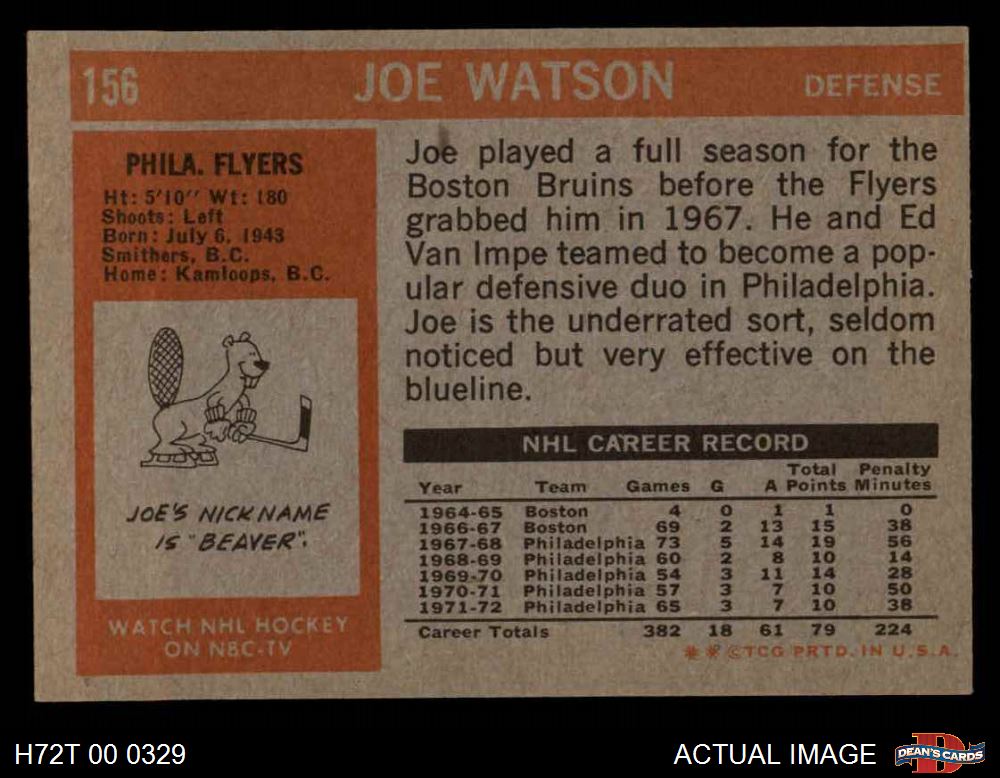 156 JOE WATSON DEFENSE
PHILA. FLYERS
Ht: 5'10" Wt: 180
Shoots: Left
Born: July 6, 1943
Smithers, B.C.
Home: Kamloops, B.C.
JOE'S NICKNAME
IS "BEAVER".
WATCH NHL HOCKEY
ON NBC-TV
Joe played a full season for the
Boston Bruins before the Flyers
grabbed him in 1967. He and Ed
Van Impe teamed to become a pop-
ular defensive duo in Philadelphia.
Joe is the underrated sort, seldom
noticed but very effective on the
blueline.
NHL CAREER RECORD
Total Penalty
Year Team Games G A Points Minutes
1964-65 Boston 4 0 1 1 0
1966-67 Boston 69 2 13 15 38
1967-68 Philadelphia 73 5 14 19 56
1968-69 Philadelphia 60 2 8 10 14
1969-70 Philadelphia 54 3 11 14 28
1970-71 Philadelphia 57 3 7 10 50
1971-72 Philadelphia 65 3 7 10 38
Career Totals 382 18 61 79 224
* * ©TCG PRTD. IN U.S.A.
H72T 00 0329 ACTUAL IMAGE DEAN'S CARDS